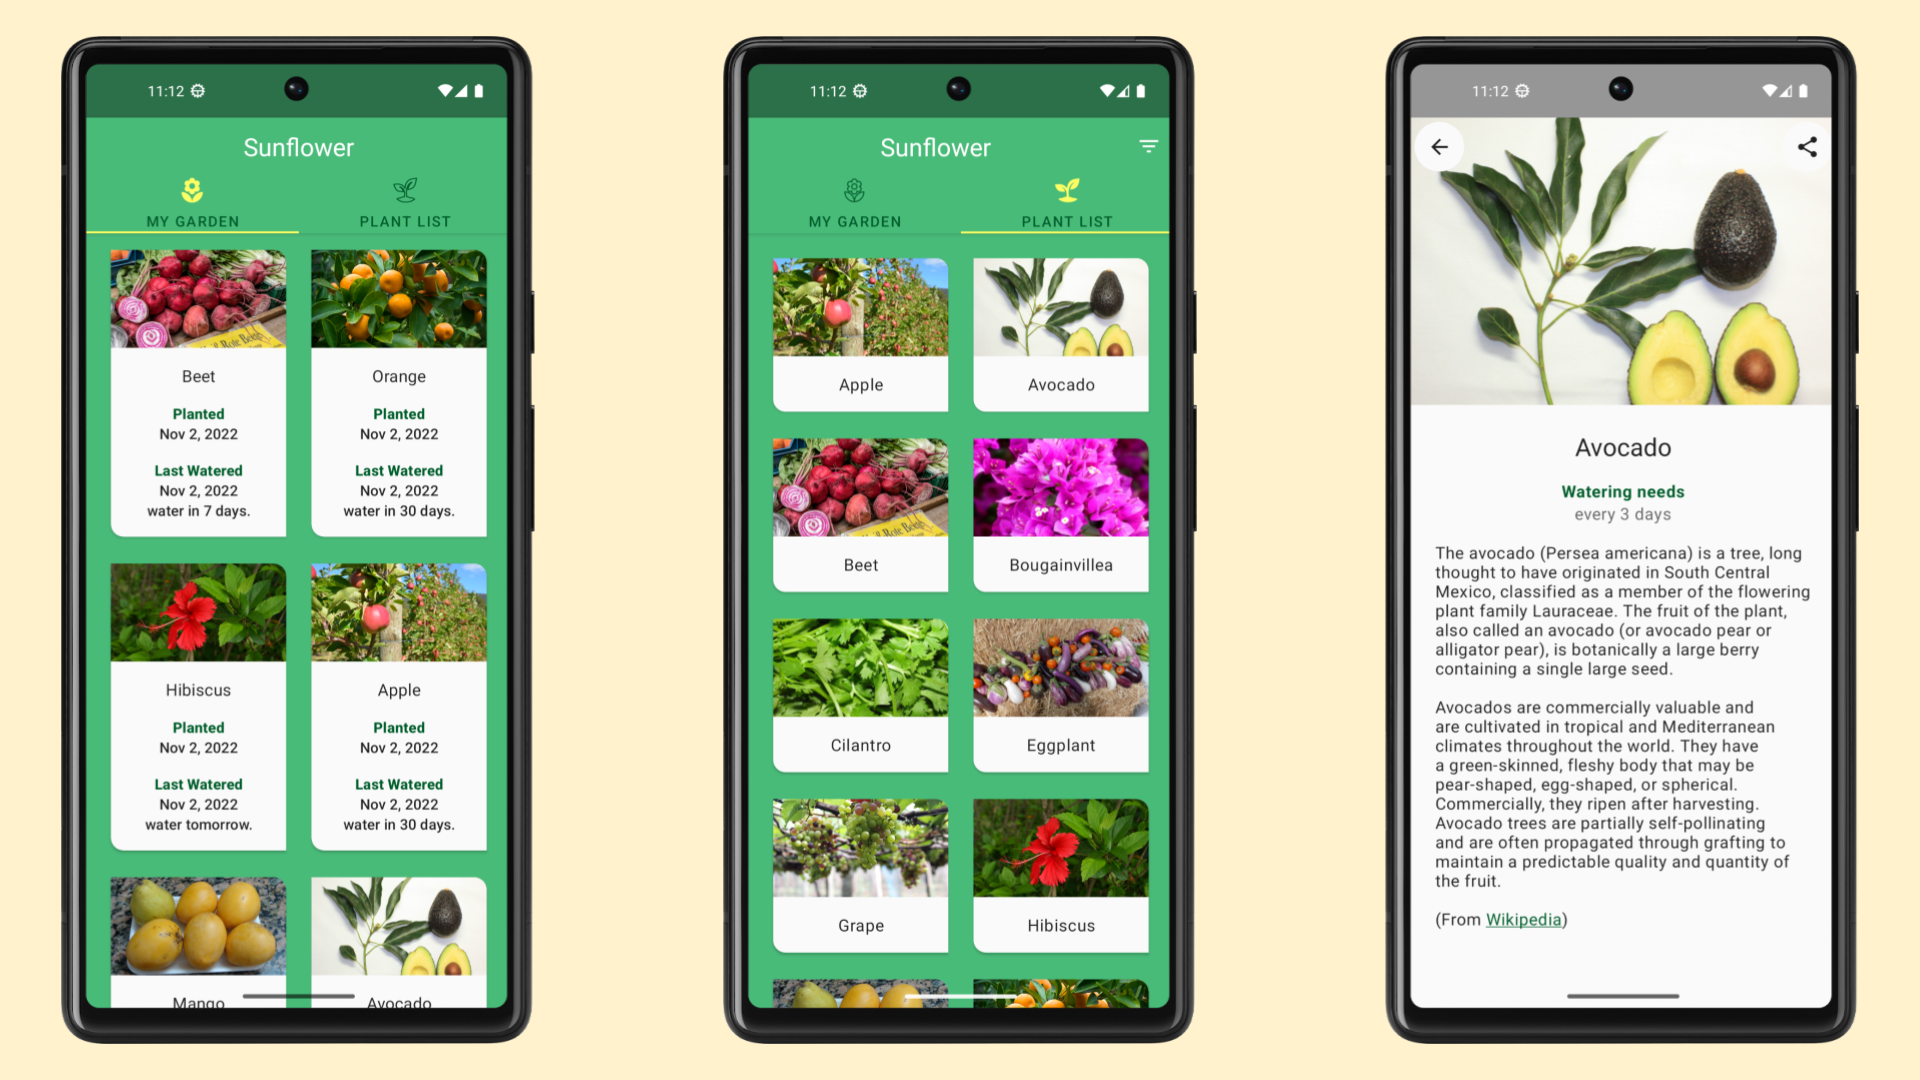 11:12
Sunflower
MY GARDEN
PLANT LIST
Beet
Planted
Nov 2, 2022
Last Watered
Nov 2, 2022
water in 7 days.
Orange
Planted
Nov 2, 2022
Last Watered
Nov 2, 2022
water in 30 days.
Hibiscus
Planted
Nov 2, 2022
Last Watered
Nov 2, 2022
water tomorrow.
Apple
Planted
Nov 2, 2022
Last Watered
Nov 2, 2022
water in 30 days.
Mango
Avocado
11:12
Sunflower
MY GARDEN
PLANT LIST
Apple
Avocado
Beet
Bougainvillea
Cilantro
Eggplant
Grape
Hibiscus
11:12
Avocado
Watering needs
every 3 days
The avocado (Persea americana) is a tree, long
thought to have originated in South Central
Mexico, classified as a member of the flowering
plant family Lauraceae. The fruit of the plant,
also called an avocado (or avocado pear or
alligator pear), is botanically a large berry
containing a single large seed.
Avocados are commercially valuable and
are cultivated in tropical and Mediterranean
climates throughout the world. They have
a green-skinned, fleshy body that may be
pear-shaped, egg-shaped, or spherical.
Commercially, they ripen after harvesting.
Avocado trees are partially self-pollinating
and are often propagated through grafting to
maintain a predictable quality and quantity of
the fruit.
(From Wikipedia)